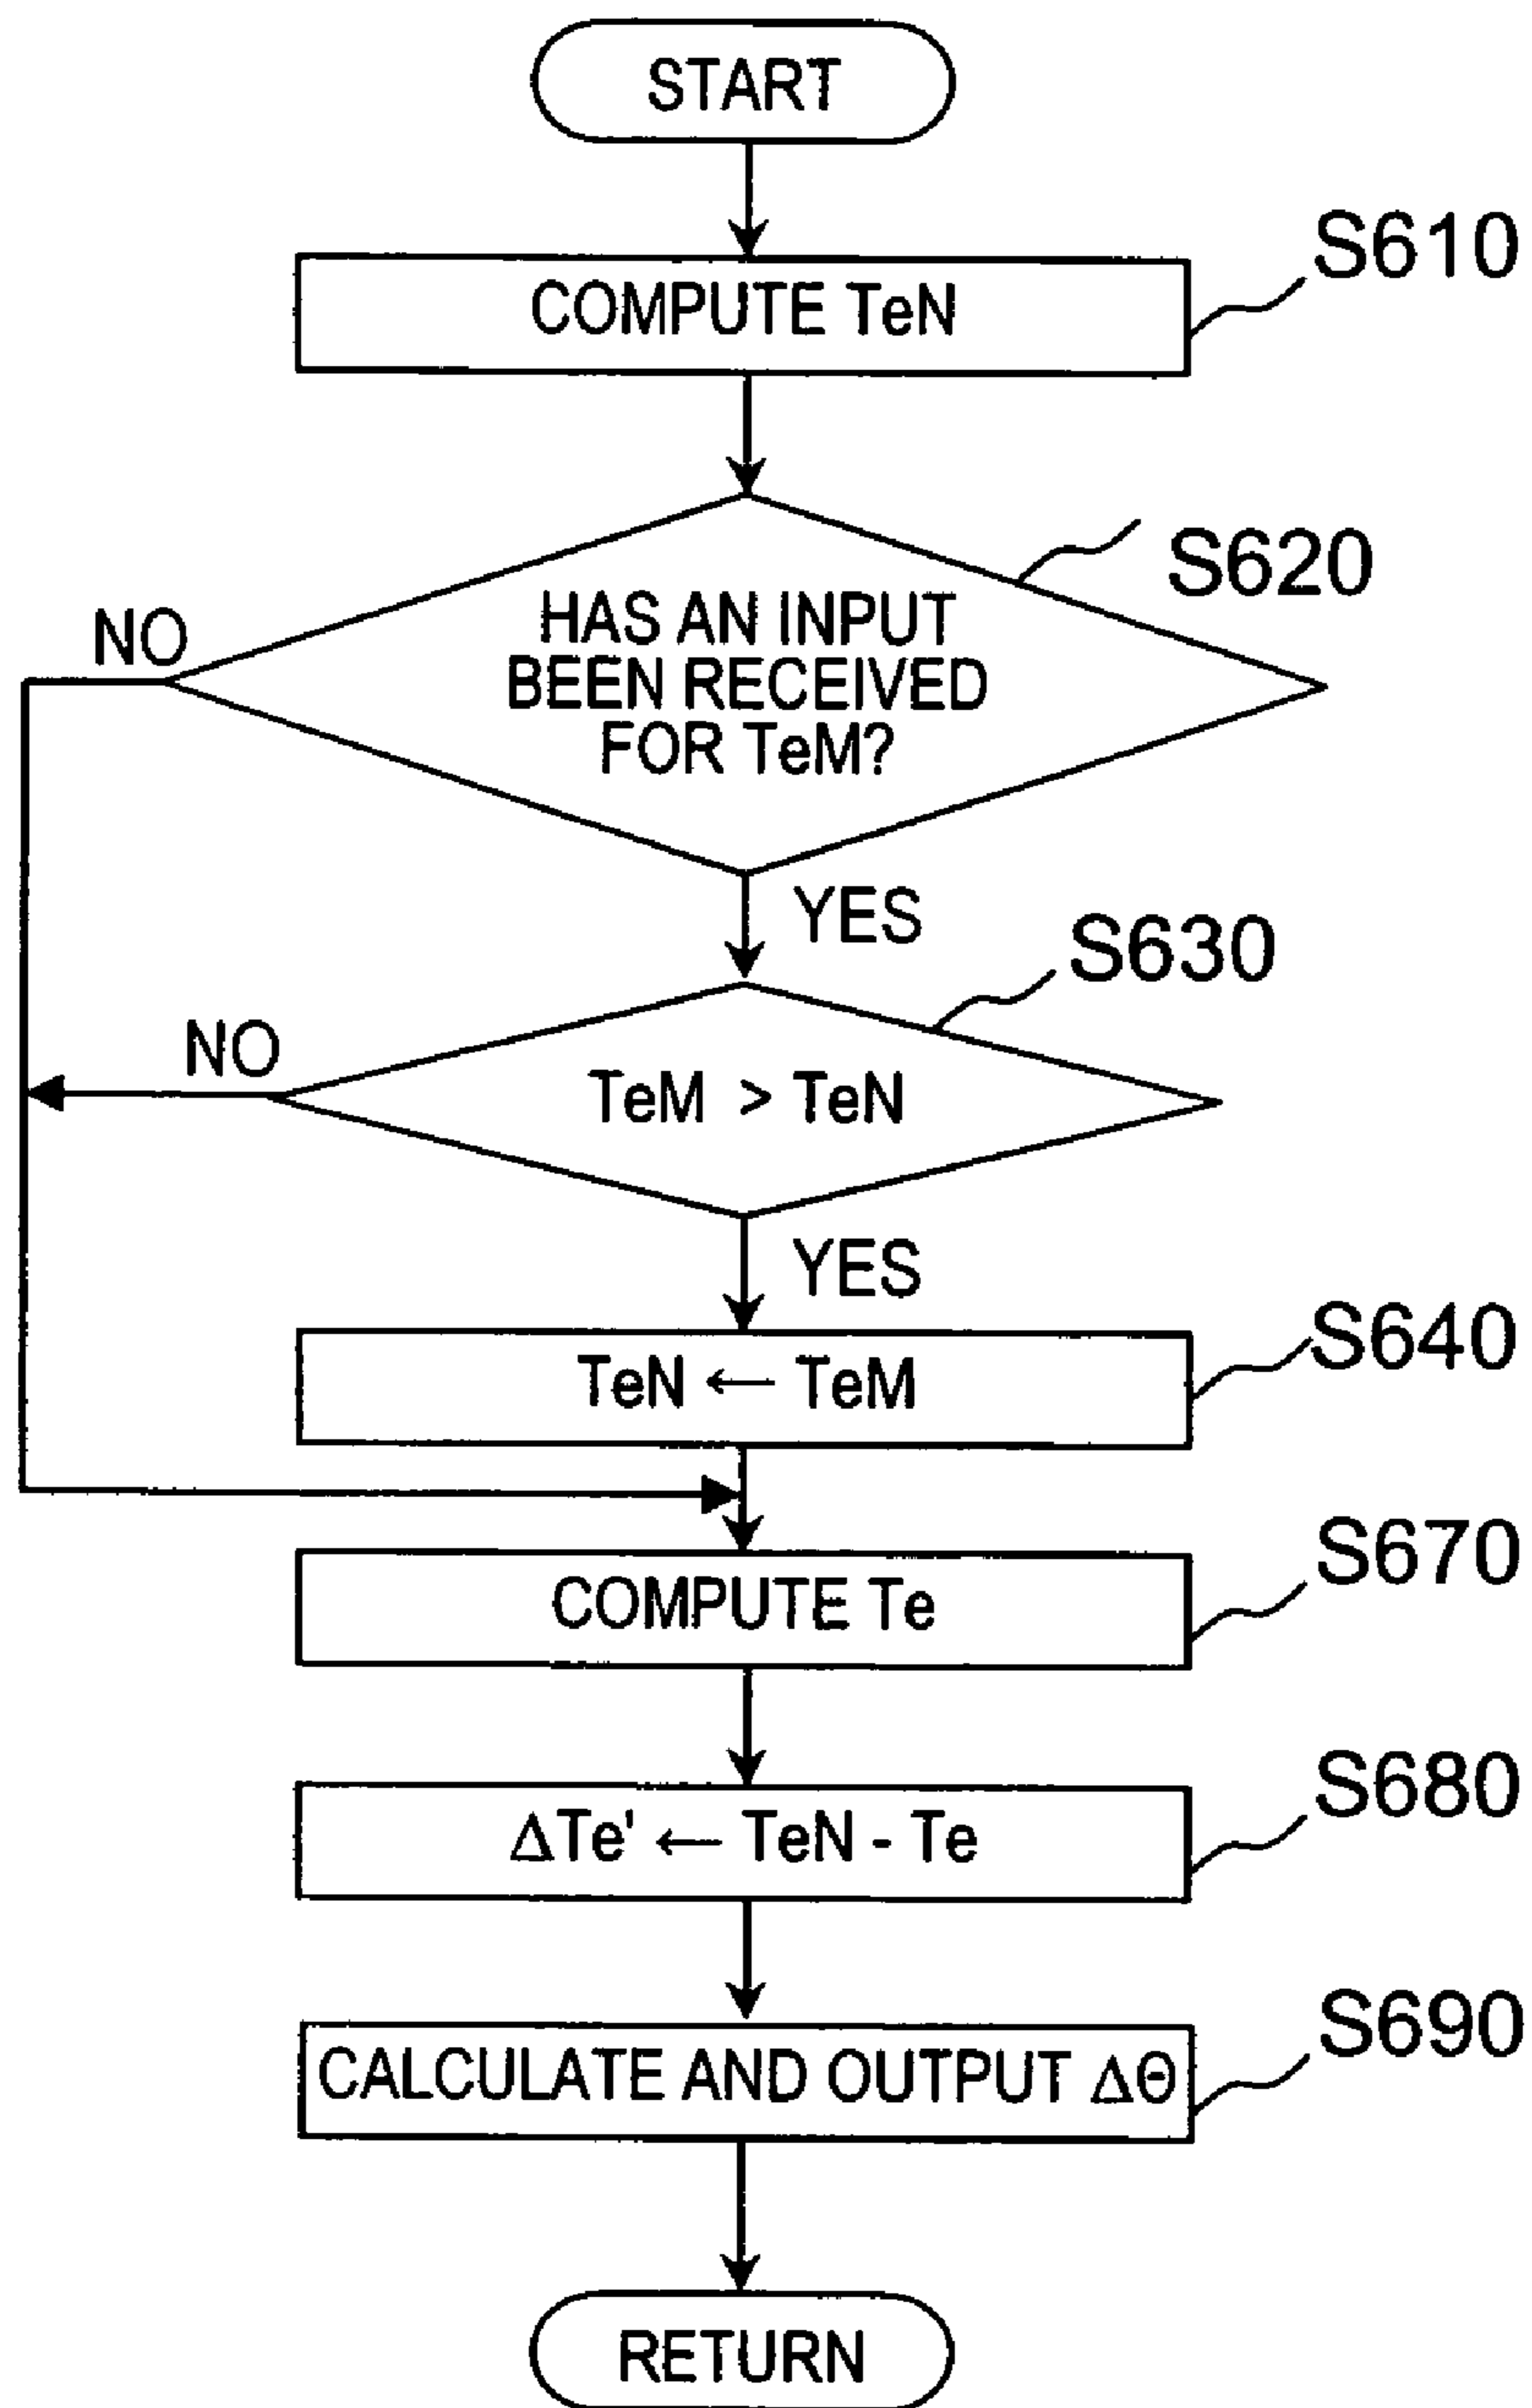 START
S610
COMPUTE TeN
S620
HAS AN INPUT
BEEN RECEIVED
FOR TeM?
NO
YES
S630
NO
TeM > TeN
YES
S640
TeN ← TeM
S670
COMPUTE Te
S680
ΔTe' ← TeN - Te
S690
CALCULATE AND OUTPUT ΔΘ
RETURN